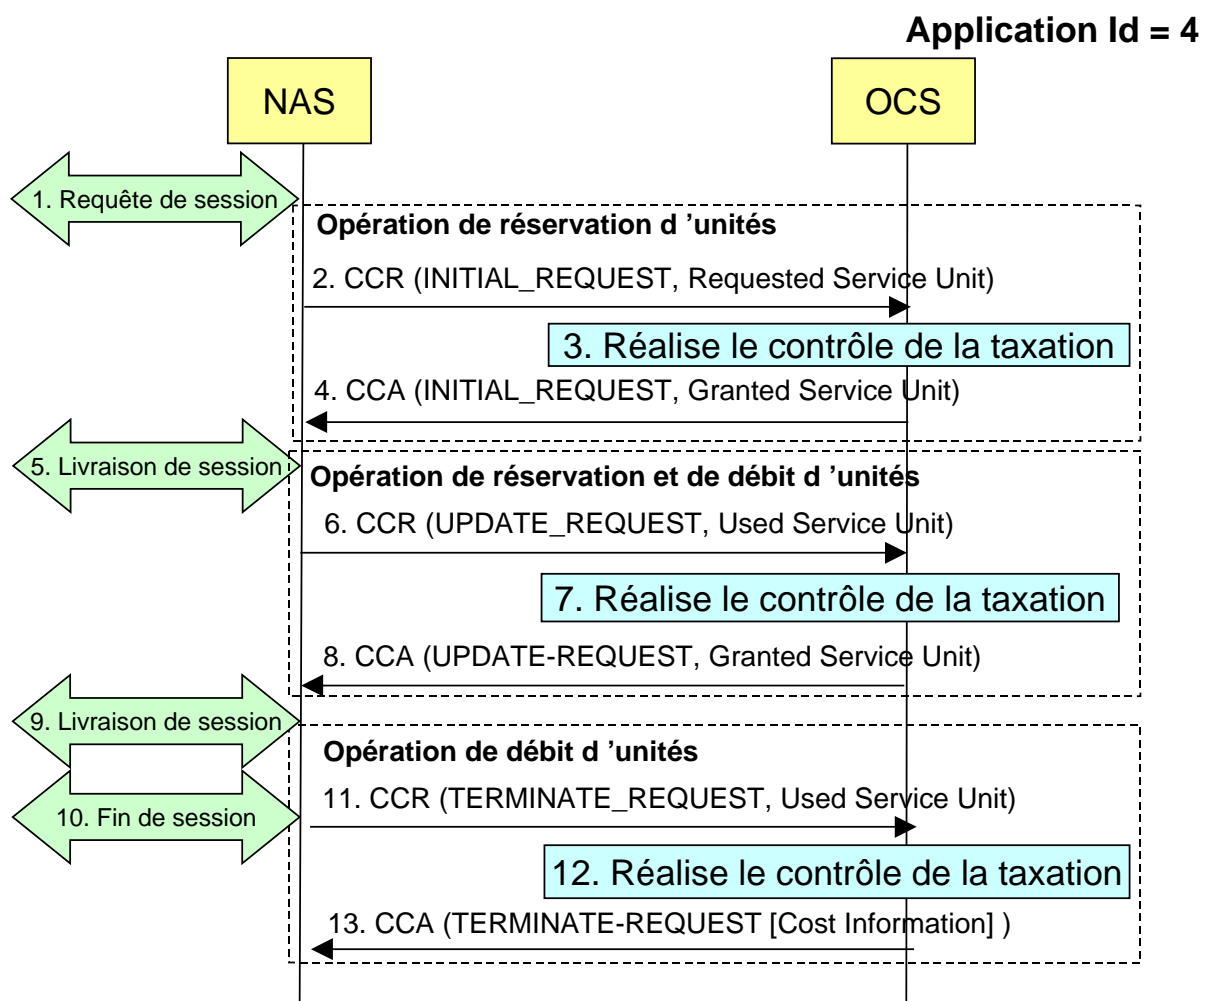 Application Id = 4
NAS
OCS
1. Requête de session
Opération de réservation d ’unités
2. CCR (INITIAL_REQUEST, Requested Service Unit)
3. Réalise le contrôle de la taxation
4. CCA (INITIAL_REQUEST, Granted Service Unit)
5. Livraison de session
Opération de réservation et de débit d ’unités
6. CCR (UPDATE_REQUEST, Used Service Unit)
7. Réalise le contrôle de la taxation
8. CCA (UPDATE-REQUEST, Granted Service Unit)
9. Livraison de session
Opération de débit d ’unités
10. Fin de session
11. CCR (TERMINATE_REQUEST, Used Service Unit)
12. Réalise le contrôle de la taxation
13. CCA (TERMINATE-REQUEST [Cost Information] )